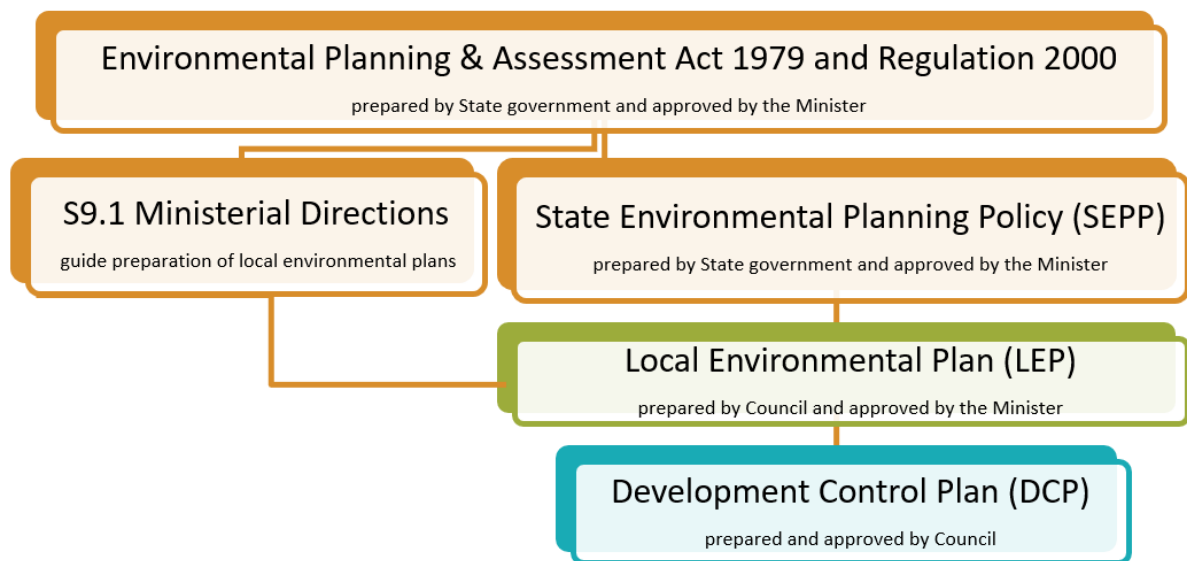 Environmental Planning & Assessment Act 1979 and Regulation 2000
prepared by State government and approved by the Minister
S9.1 Ministerial Directions
guide preparation of local environmental plans
State Environmental Planning Policy (SEPP)
prepared by State government and approved by the Minister
Local Environmental Plan (LEP)
prepared by Council and approved by the Minister
Development Control Plan (DCP)
prepared and approved by Council